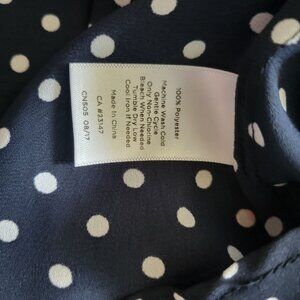 100% Polyester
Machine Wash Cold
Gentle Cycle
Only Non-Chlorine
Bleach When Needed
Tumble Dry Low
Cool Iron If Needed
Made In China
CA #23147
CN505 08/17